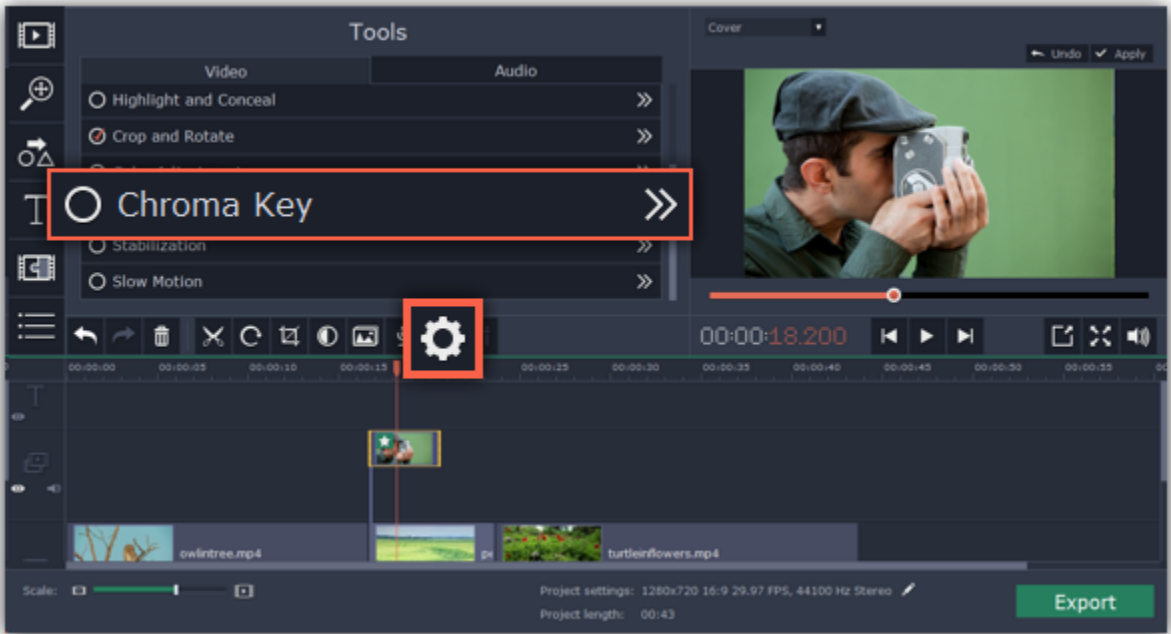 Tools
Cover
Undo
Apply
Video
Audio
Highlight and Conceal
Crop and Rotate
Chroma Key
Stabilization
Slow Motion
T
00:00:18.200
00:00:00
00:00:05
00:00:10
00:00:15
00:00:25
00:00:30
00:00:35
00:00:40
00:00:45
00:00:50
00:00:55
T
owlintree.mp4
turtleinflowers.mp4
Scale:
Project settings: 1280x720 16:9 29.97 FPS, 44100 Hz Stereo
Project length: 00:43
Export